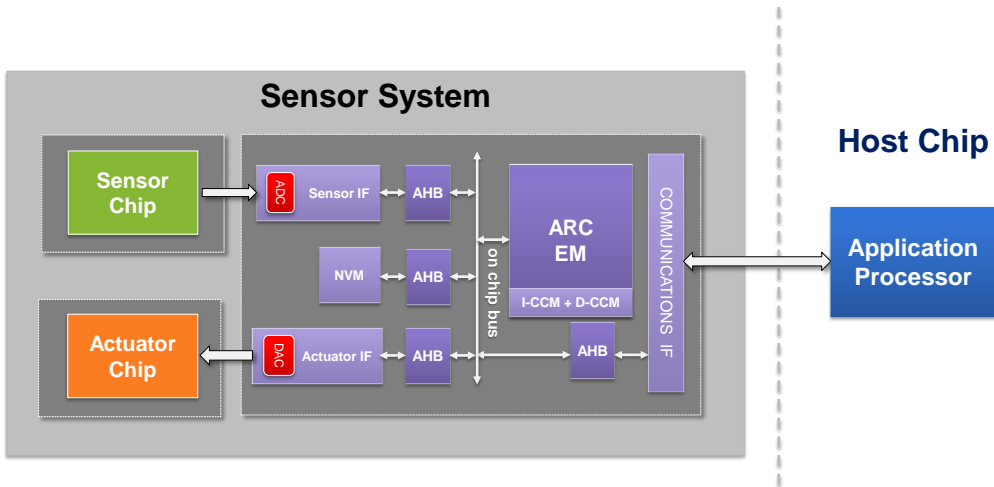 Sensor System
Host Chip
Sensor
Chip
ADC
Sensor IF
AHB
ARC
EM
COMMUNICATIONS IF
Application
Processor
on chip bus
NVM
AHB
I-CCM + D-CCM
Actuator
Chip
DAC
Actuator IF
AHB
AHB